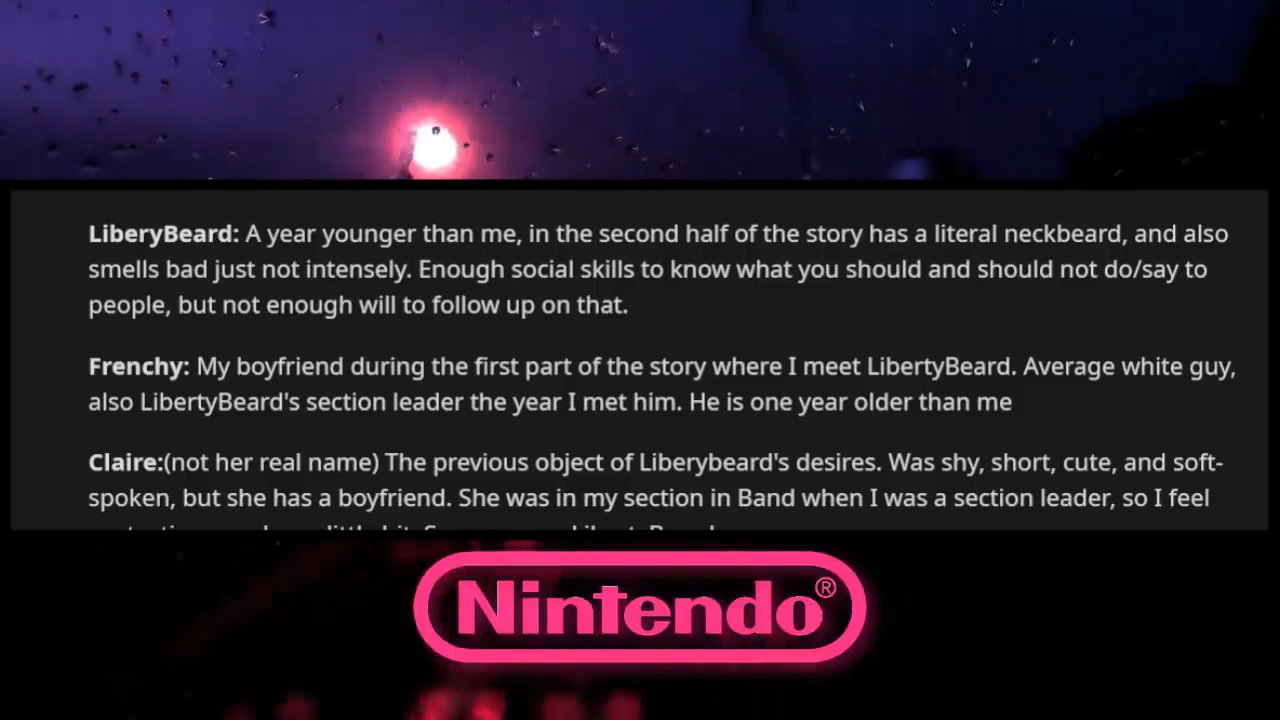 LiberyBeard: A year younger than me, in the second half of the story has a literal neckbeard, and also
smells bad just not intensely. Enough social skills to know what you should and should not do/say to
people, but not enough will to follow up on that.
Frenchy: My boyfriend during the first part of the story where I meet LibertyBeard. Average white guy,
also LibertyBeard's section leader the year I met him. He is one year older than me
Claire:(not her real name) The previous object of Liberybeard's desires. Was shy, short, cute, and soft-
spoken, but she has a boyfriend. She was in my section in Band when I was a section leader, so I feel
Nintendo®